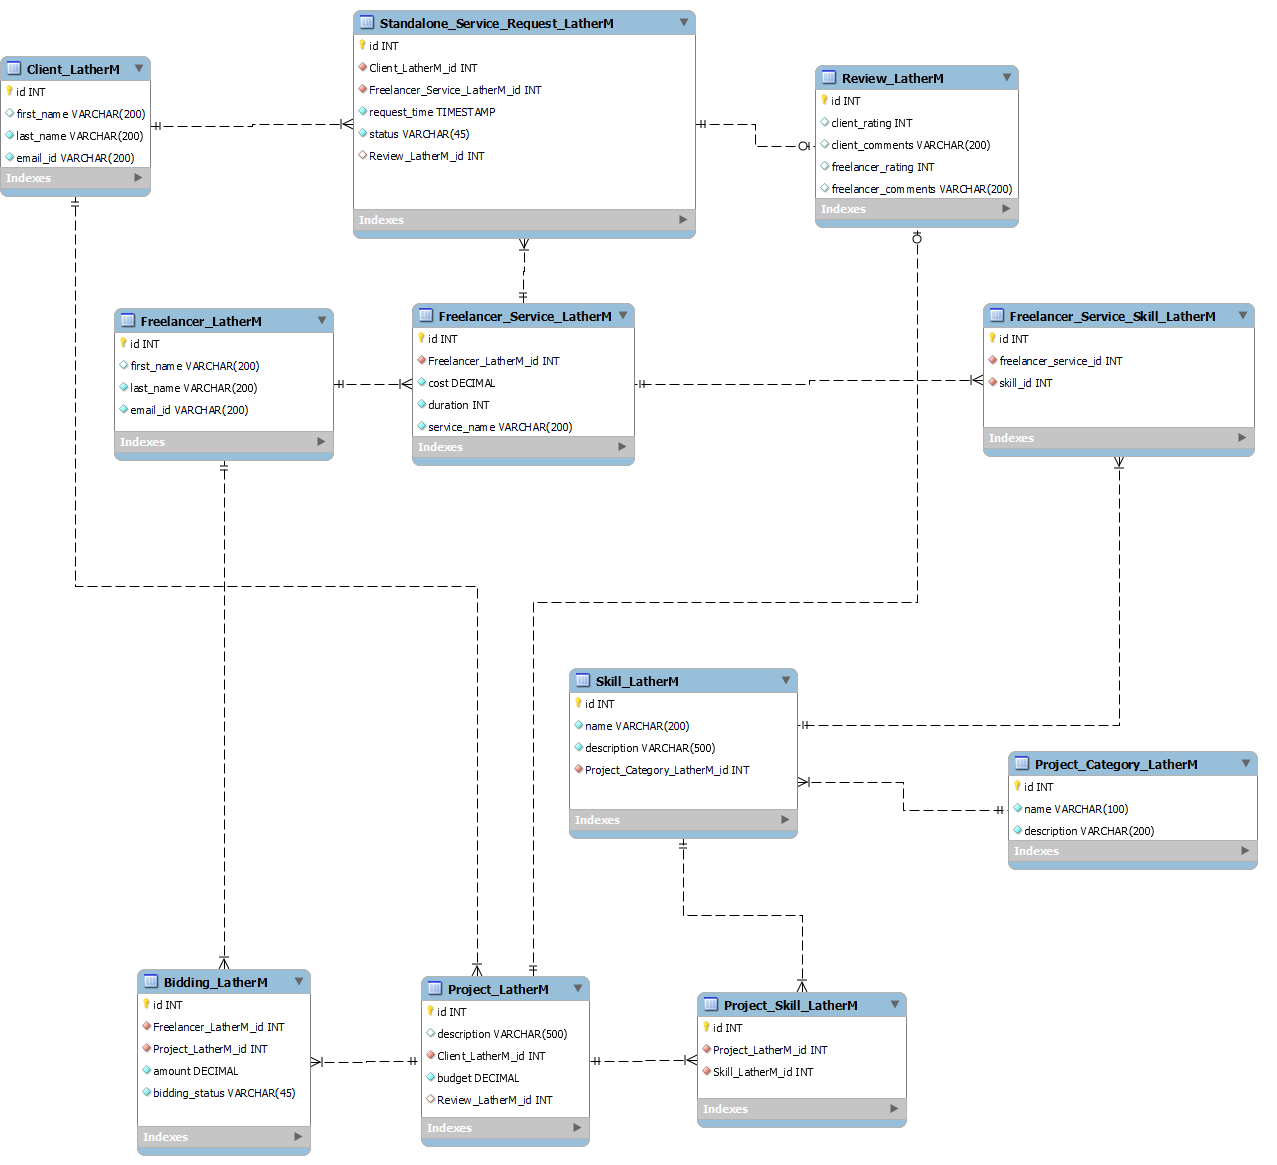 Standalone_Service_Request_LatherM
id INT
Client_LatherM_id INT
Freelancer_Service_LatherM_id INT
request_time TIMESTAMP
status VARCHAR(45)
Review_LatherM_id INT
Indexes
Client_LatherM
id INT
first_name VARCHAR(200)
last_name VARCHAR(200)
email_id VARCHAR(200)
Indexes
Review_LatherM
id INT
client_rating INT
client_comments VARCHAR(200)
freelancer_rating INT
freelancer_comments VARCHAR(200)
Indexes
Freelancer_LatherM
id INT
first_name VARCHAR(200)
last_name VARCHAR(200)
email_id VARCHAR(200)
Indexes
Freelancer_Service_LatherM
id INT
Freelancer_LatherM_id INT
cost DECIMAL
duration INT
service_name VARCHAR(200)
Indexes
Freelancer_Service_Skill_LatherM
id INT
freelancer_service_id INT
skill_id INT
Indexes
Skill_LatherM
id INT
name VARCHAR(200)
description VARCHAR(500)
Project_Category_LatherM_id INT
Indexes
Project_Category_LatherM
id INT
name VARCHAR(100)
description VARCHAR(200)
Indexes
Bidding_LatherM
id INT
Freelancer_LatherM_id INT
Project_LatherM_id INT
amount DECIMAL
bidding_status VARCHAR(45)
Indexes
Project_LatherM
id INT
description VARCHAR(500)
Client_LatherM_id INT
budget DECIMAL
Review_LatherM_id INT
Indexes
Project_Skill_LatherM
id INT
Project_LatherM_id INT
Skill_LatherM_id INT
Indexes